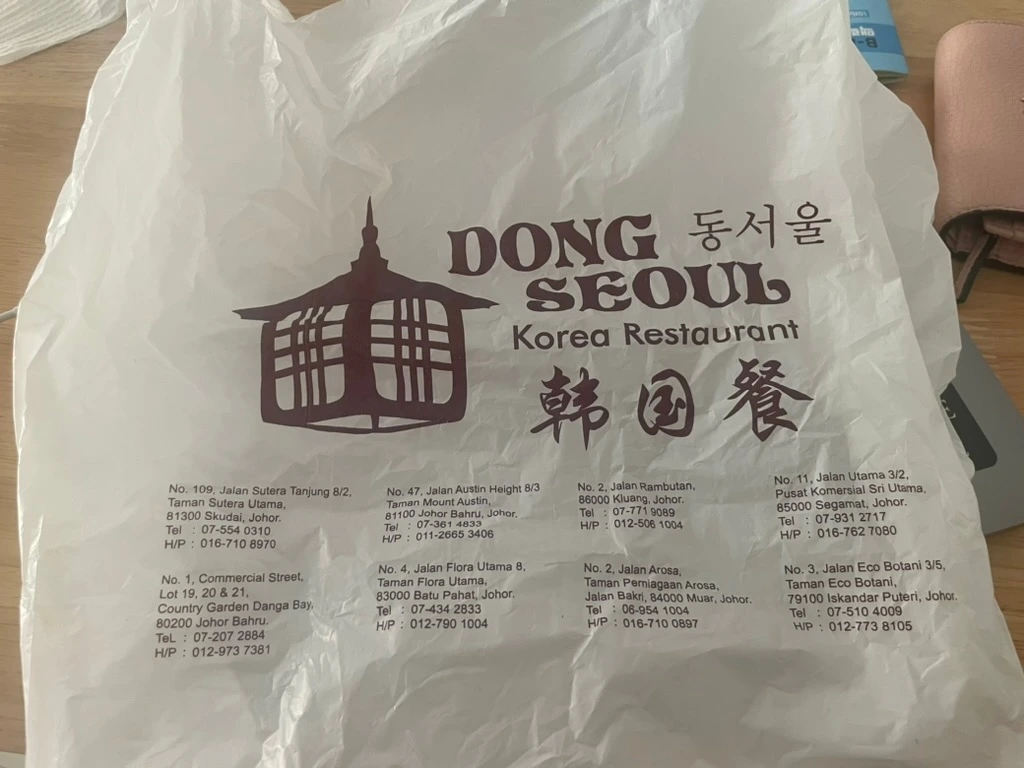 DONG 동서울
SEOUL
Korea Restaurant
韩国餐
No. 109, Jalan Sutera Tanjung 8/2,
Taman Sutera Utama,
81300 Skudai, Johor.
Tel : 07-554 0310
H/P : 016-710 8970
No. 47, Jalan Austin Height 8/3
Taman Mount Austin,
81100 Johor Bahru, Johor.
Tel : 07-361 4833
H/P : 011-2665 3406
No. 2, Jalan Rambutan,
86000 Kluang, Johor.
Tel : 07-771 9089
H/P : 012-506 1004
No. 11, Jalan Utama 3/2,
Pusat Komersial Sri Utama,
85000 Segamat, Johor.
Tel : 07-931 2717
H/P : 016-762 7080
No. 1, Commercial Street,
Lot 19, 20 & 21,
Country Garden Danga Bay,
80200 Johor Bahru.
TeL : 07-207 2884
H/P : 012-973 7381
No. 4, Jalan Flora Utama 8,
Taman Flora Utama,
83000 Batu Pahat, Johor.
Tel : 07-434 2833
H/P : 012-790 1004
No. 2, Jalan Arosa,
Taman Perniagaan Arosa,
Jalan Bakri, 84000 Muar, Johor.
Tel : 06-954 1004
H/P : 016-710 0897
No. 3, Jalan Eco Botani 3/5,
Taman Eco Botani,
79100 Iskandar Puteri, Johor.
Tel : 07-510 4009
H/P : 012-773 8105